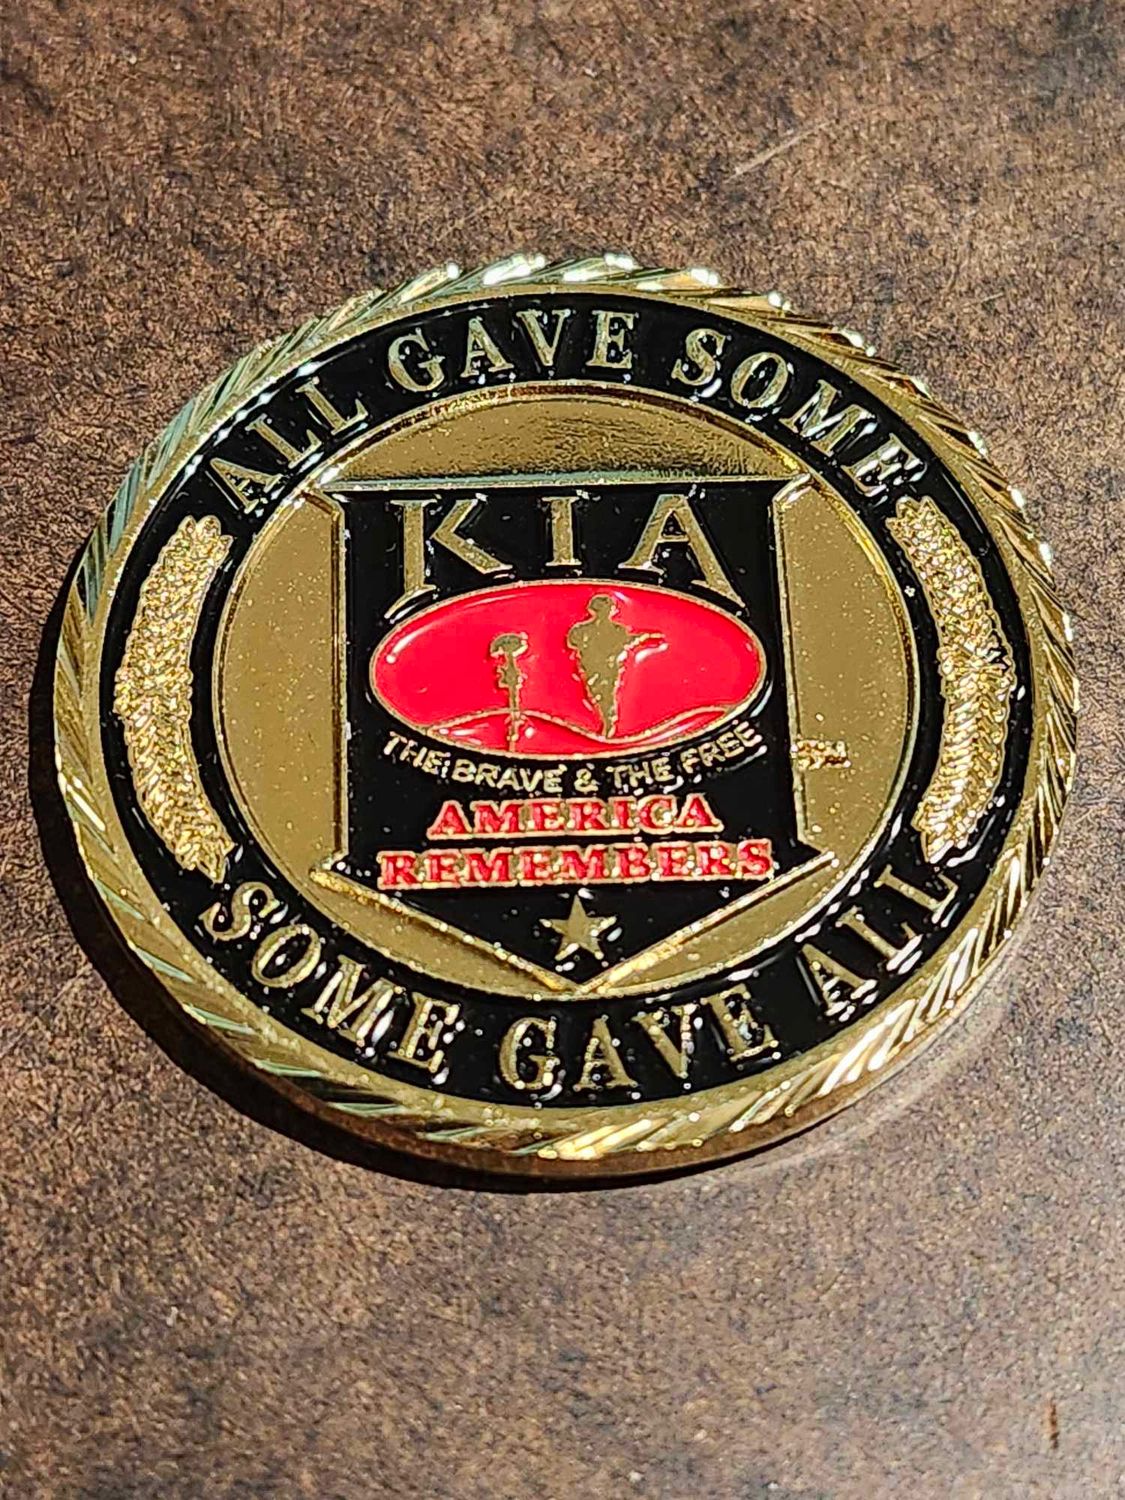 ALL GAVE SOME
KIA
THE BRAVE & THE FREE
AMERICA
REMEMBERS
SOME GAVE ALL